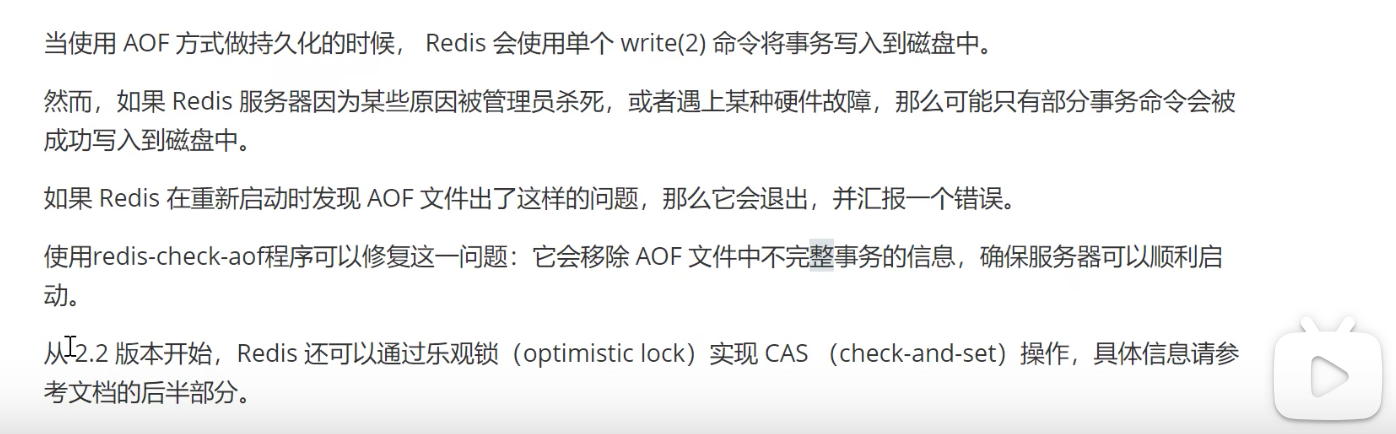 当使用 AOF 方式做持久化的时候， Redis 会使用单个 write(2) 命令将事务写入到磁盘中。
然而，如果 Redis 服务器因为某些原因被管理员杀死，或者遇上某种硬件故障，那么可能只有部分事务命令会被
成功写入到磁盘中。
如果 Redis 在重新启动时发现 AOF 文件出了这样的问题，那么它会退出，并汇报一个错误。
使用redis-check-aof程序可以修复这一问题：它会移除 AOF 文件中不完整事务的信息，确保服务器可以顺利启
动。
从 2.2 版本开始，Redis 还可以通过乐观锁（optimistic lock）实现 CAS （check-and-set）操作，具体信息请参
考文档的后半部分。